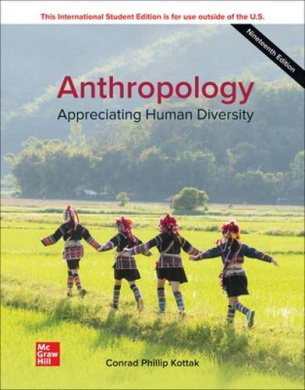 This International Student Edition is for use outside of the U.S.
Nineteenth Edition
Anthropology
Appreciating Human Diversity
Mc
Graw
Hill
Conrad Phillip Kottak